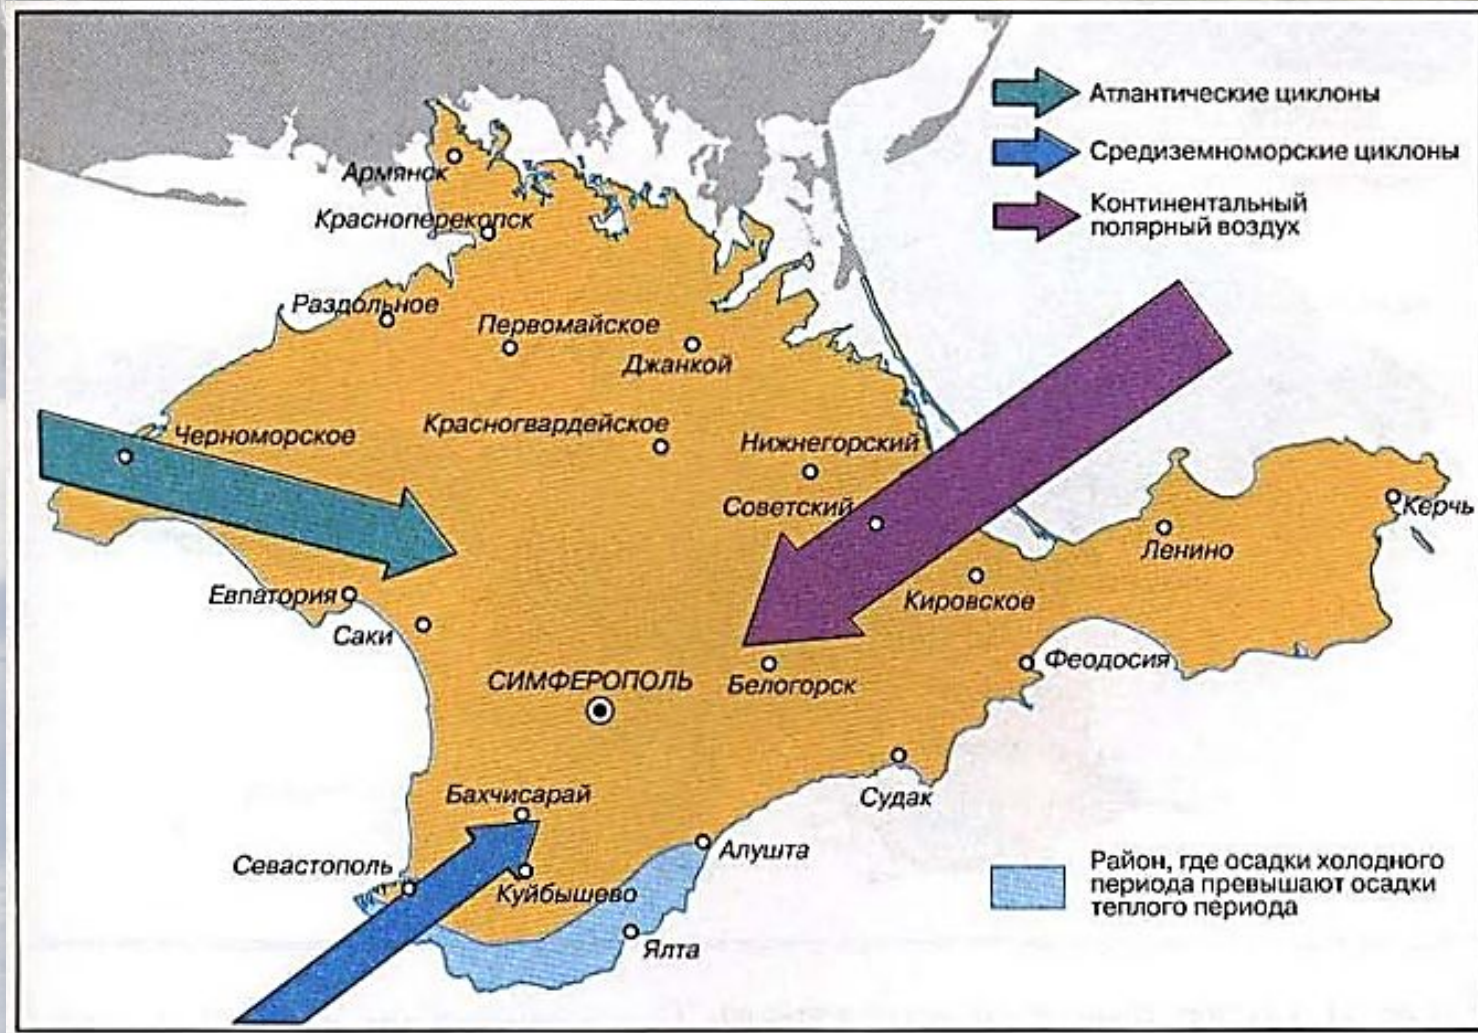 Атлантические циклоны
Средиземноморские циклоны
Континентальный
полярный воздух
Армянск
Красноперекопск
Раздольное
Первомайское
Джанкой
Черноморское
Красногвардейское
Нижнегорский
Советский
Керчь
Ленино
Евпатория
Кировское
Саки
Феодосия
СИМФЕРОПОЛЬ
Белогорск
Бахчисарай
Судак
Алушта
Севастополь
Куйбышево
Ялта
Район, где осадки холодного
периода превышают осадки
теплого периода